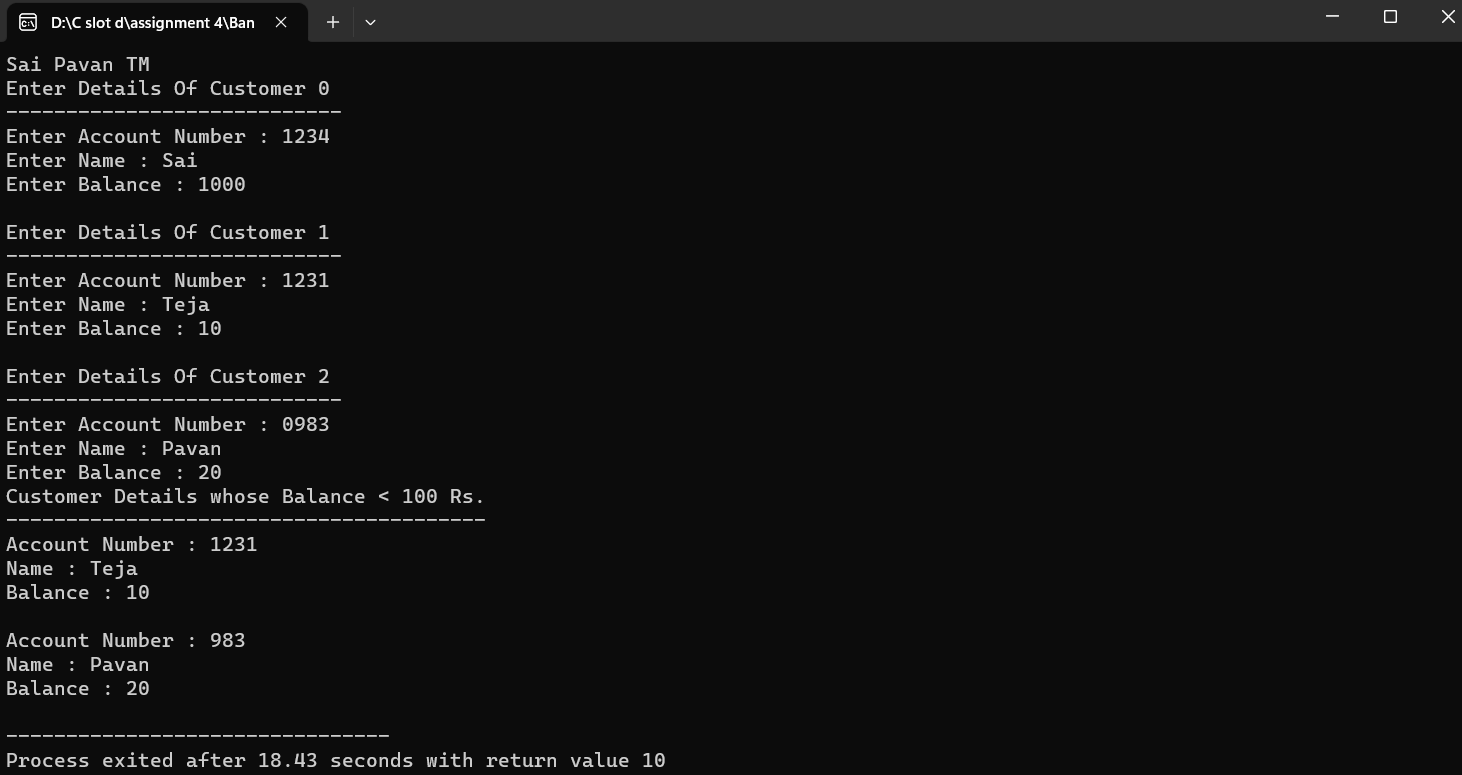 D:\C slot d\assignment 4\Ban
Sai Pavan TM
Enter Details Of Customer 0
----------------------------
Enter Account Number : 1234
Enter Name : Sai
Enter Balance : 1000
Enter Details Of Customer 1
----------------------------
Enter Account Number : 1231
Enter Name : Teja
Enter Balance : 10
Enter Details Of Customer 2
----------------------------
Enter Account Number : 0983
Enter Name : Pavan
Enter Balance : 20
Customer Details whose Balance < 100 Rs.
----------------------------------------
Account Number : 1231
Name : Teja
Balance : 10
Account Number : 983
Name : Pavan
Balance : 20
--------------------------------
Process exited after 18.43 seconds with return value 10